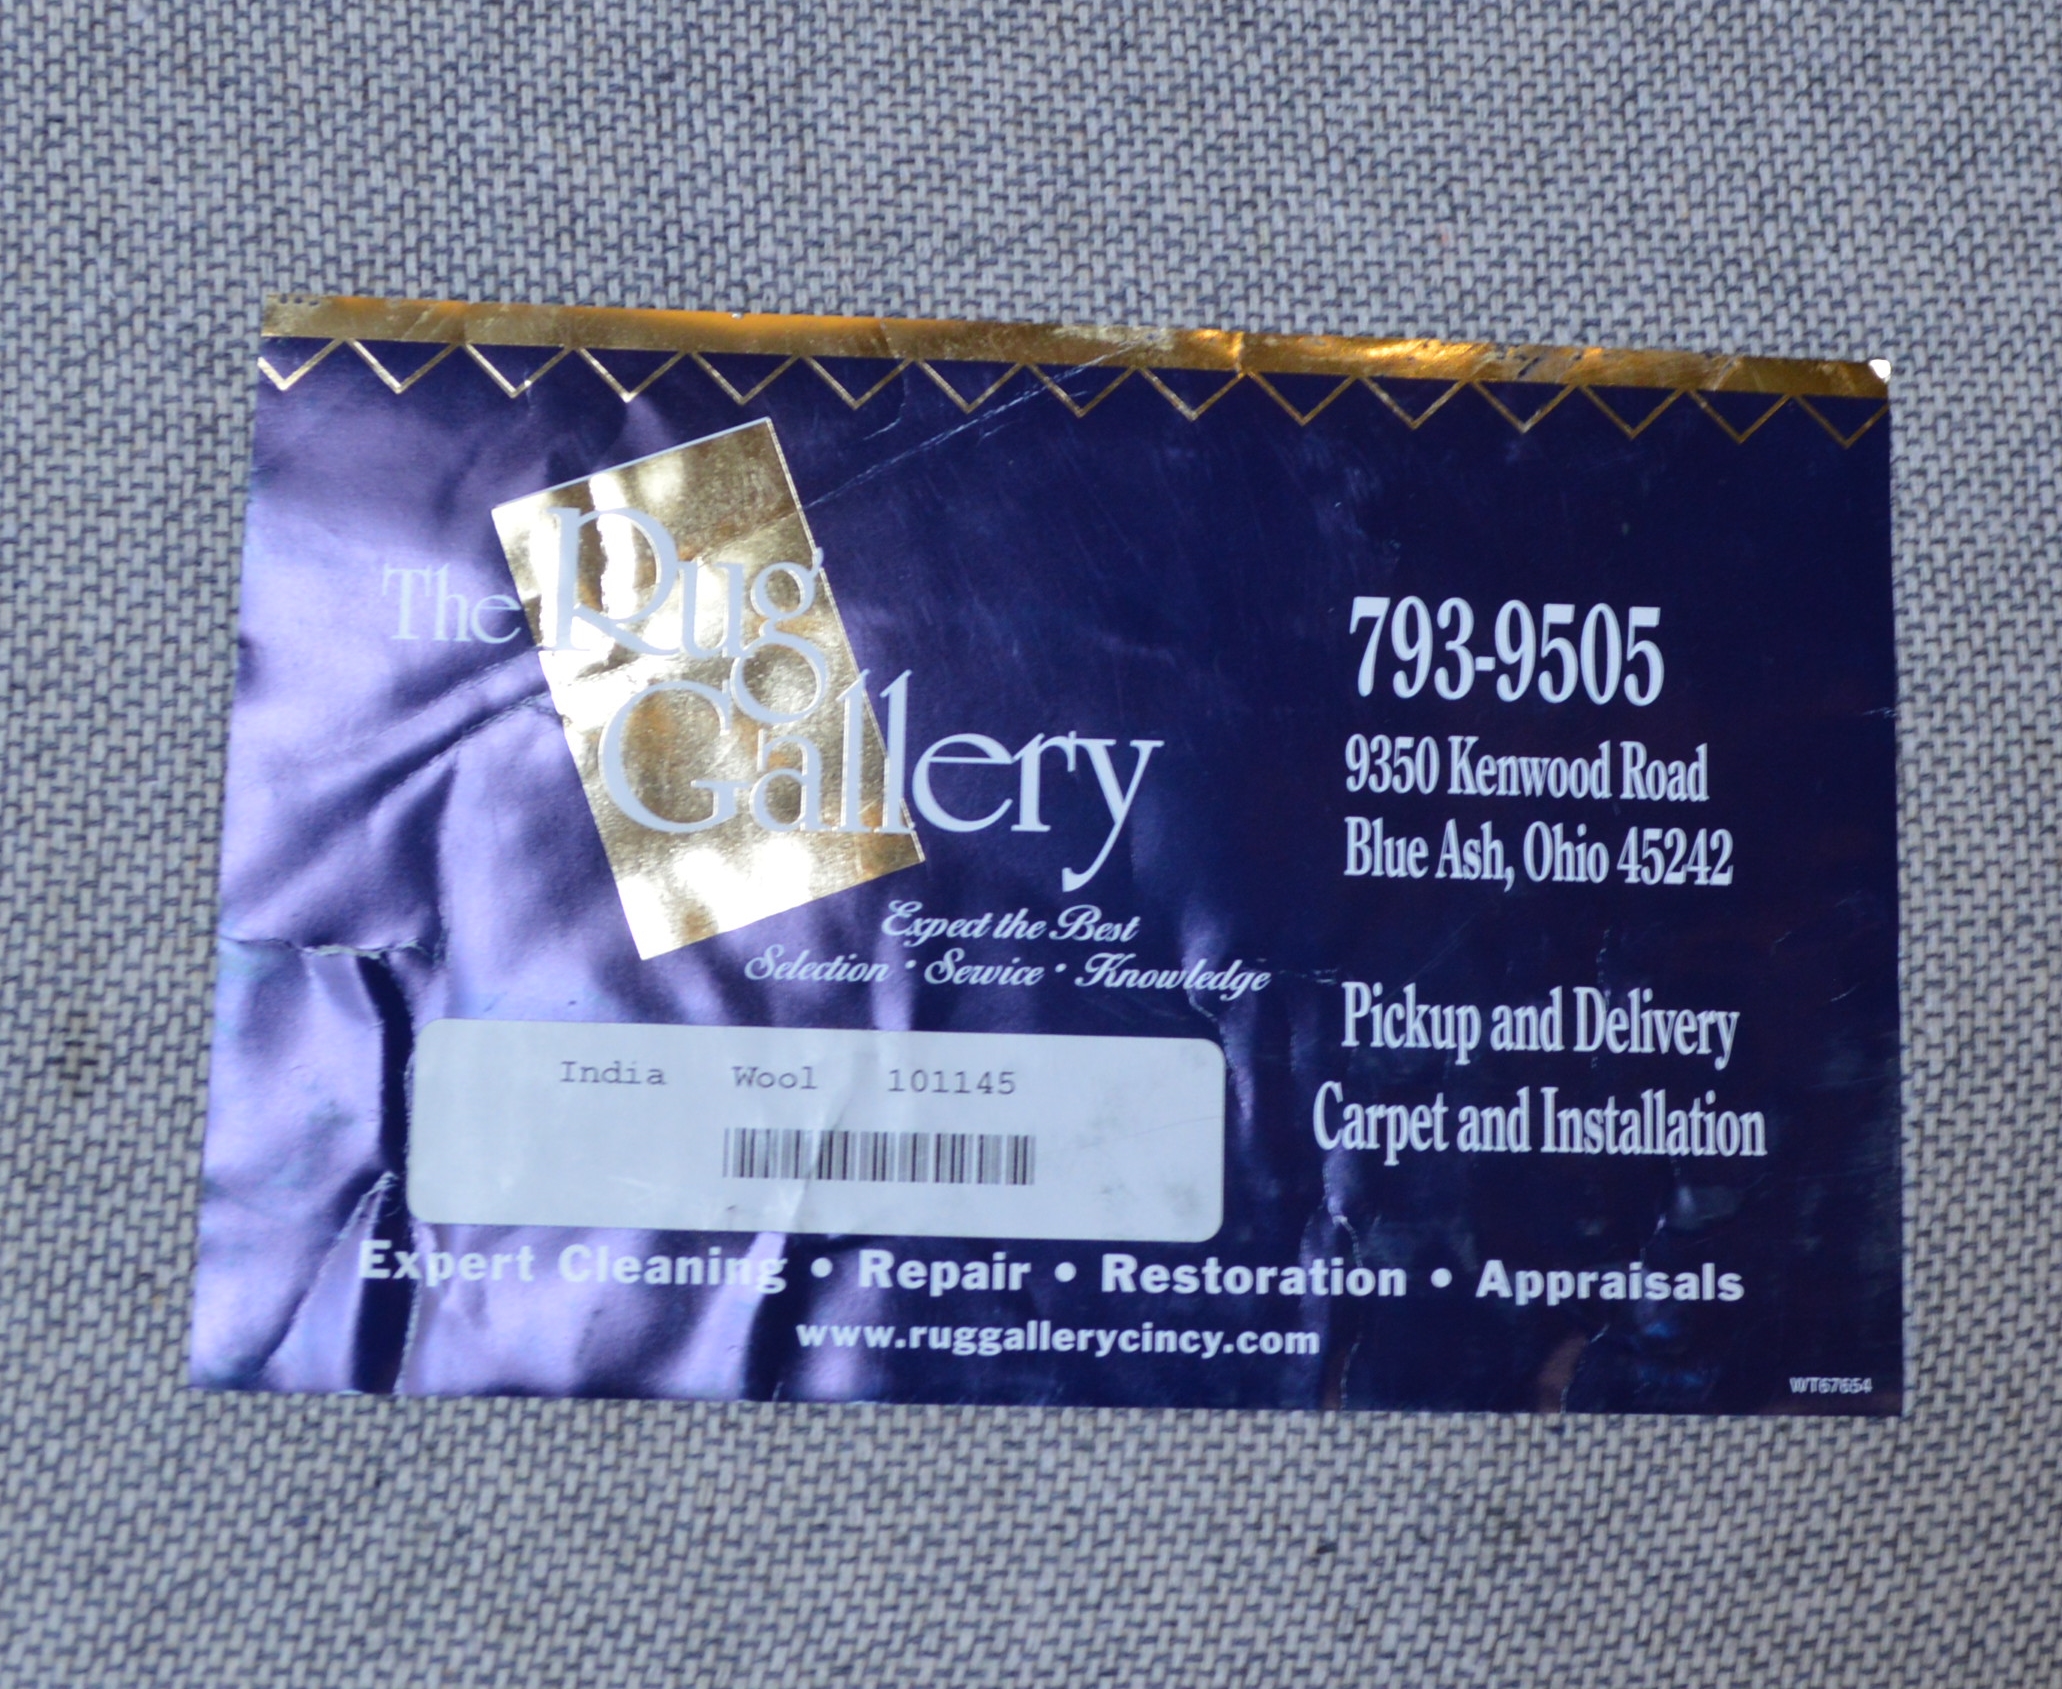 The Rug
Gallery
Expect the Best
Selection • Service • Knowledge
793-9505
9350 Kenwood Road
Blue Ash, Ohio 45242
Pickup and Delivery
Carpet and Installation
India Wool 101145
Expert Cleaning • Repair • Restoration • Appraisals
www.ruggallerycincy.com
WT67654